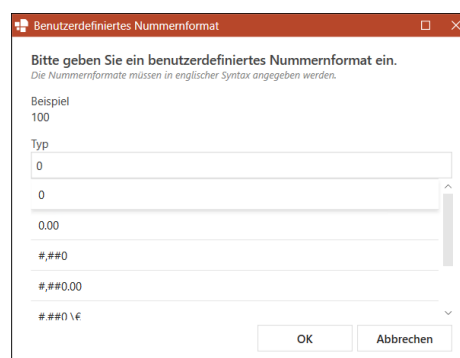 Benutzerdefiniertes Nummernformat
Bitte geben Sie ein benutzerdefiniertes Nummernformat ein.
Die Nummernformate müssen in englischer Syntax angegeben werden.
Beispiel
100
Typ
0
0
0.00
#,##0
#,##0.00
#,##0 \€
OK Abbrechen